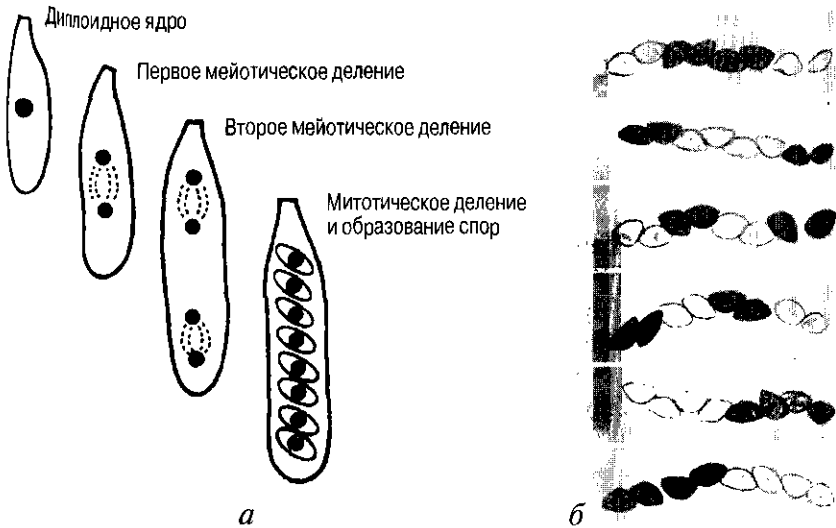 Диплоидное ядро
Первое мейотическое деление
Второе мейотическое деление
Митотическое деление
и образование спор
а
б